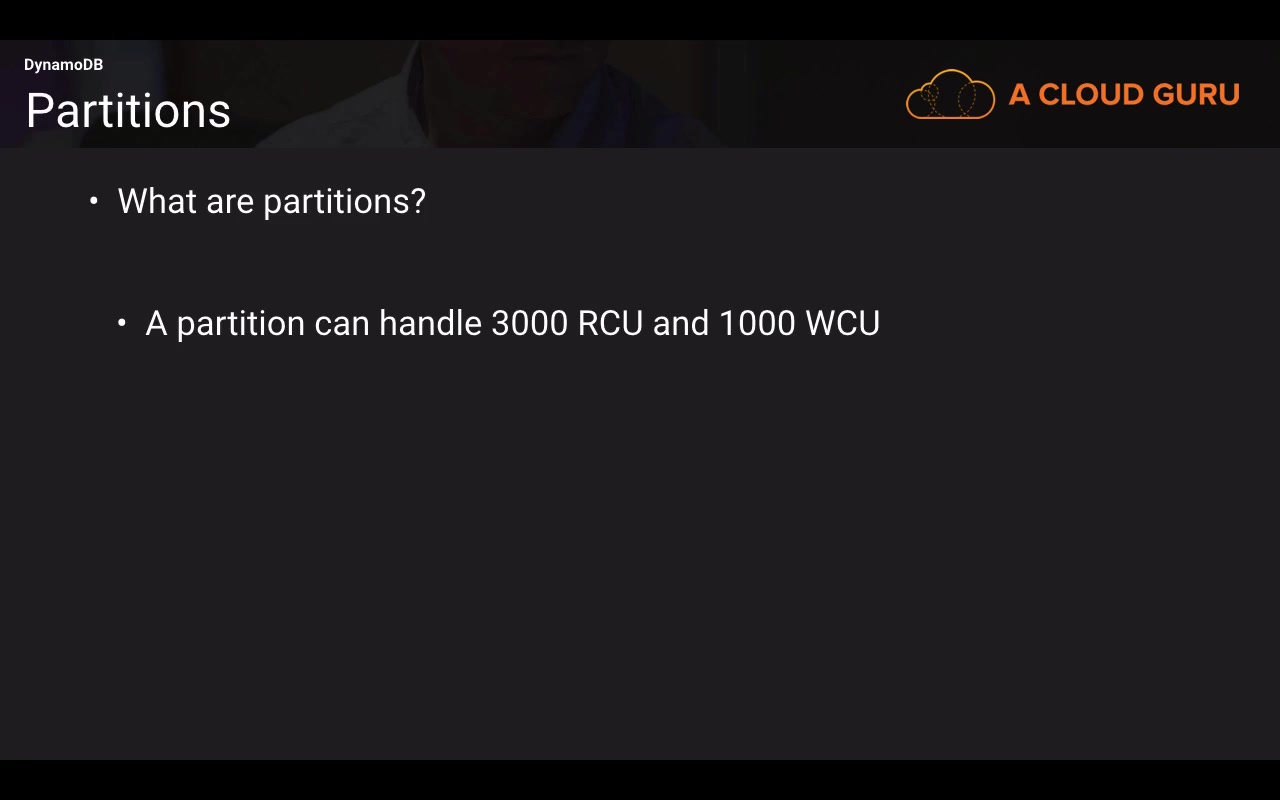 DynamoDB
Partitions
A CLOUD GURU
• What are partitions?
• A partition can handle 3000 RCU and 1000 WCU